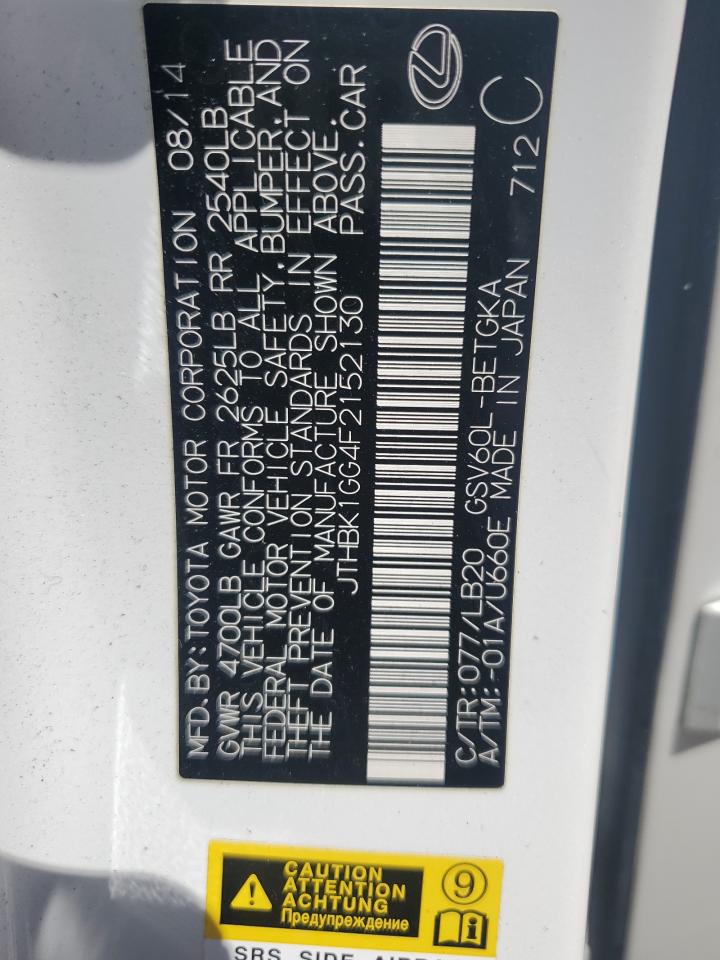 MFD. BY: TOYOTA MOTOR CORPORATION 08/14
GVWR 4700LB GAWR FR 2625LB RR 2540LB
THIS VEHICLE CONFORMS TO ALL APPLICABLE
FEDERAL MOTOR VEHICLE SAFETY, BUMPER, AND
THEFT PREVENTION STANDARDS IN EFFECT ON
THE DATE OF MANUFACTURE SHOWN ABOVE.
JTHBK1GG4F2152130 PASS. CAR
C/TR: 077/LB20 GSV60L-BETGKA
A/TM: -01A/U660E MADE IN JAPAN 712 C
CAUTION
ATTENTION
ACHTUNG
Предупреждение
9
i
SRS SIDE